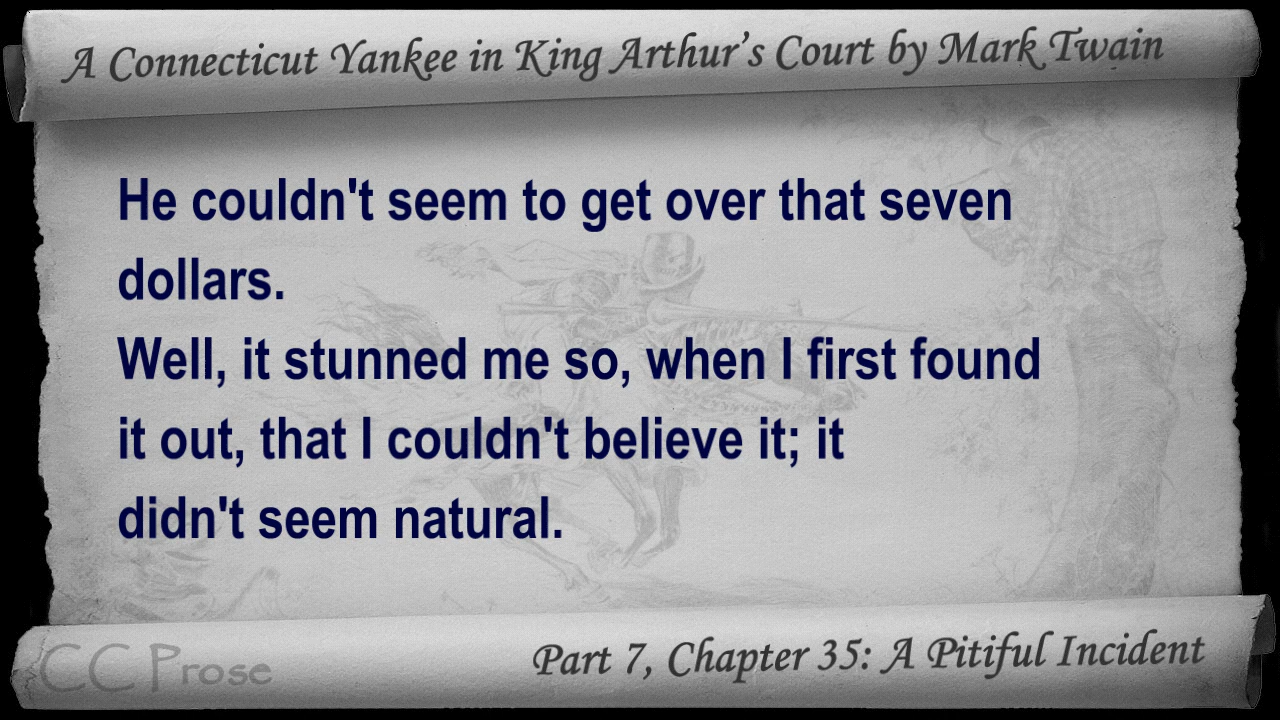 A Connecticut Yankee in King Arthur’s Court by Mark Twain
He couldn't seem to get over that seven
dollars.
Well, it stunned me so, when I first found
it out, that I couldn't believe it; it
didn't seem natural.
CC Prose
Part 7, Chapter 35: A Pitiful Incident